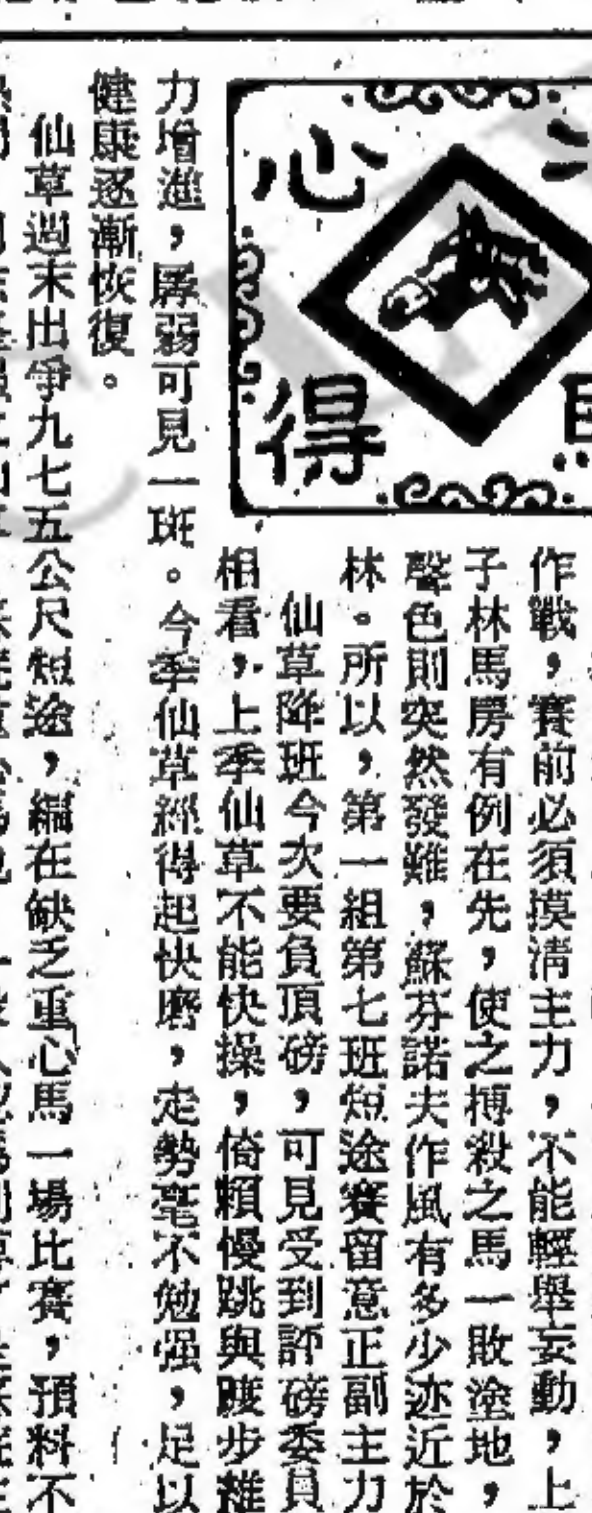 心得
作戰，賽前必須摸清主力，不能輕舉妄動，上
子林馬房有例在先，使之搏殺之馬一敗塗地，
聲色則突然發難，蘇芬諾夫作風有多少迹近於
林。所以，第一組第七班短途賽留意正副主力
仙草降班今次要負頂磅，可見受到評磅委員
相看，上季仙草不能快操，倚賴慢跳與踱步維
力增進，孱弱可見一斑。今季仙草經得起快磨，走勢毫不勉强，足以
健康逐漸恢復。
仙草週末出爭九七五公尺短途，編在缺乏重心馬一場比賽，預料不